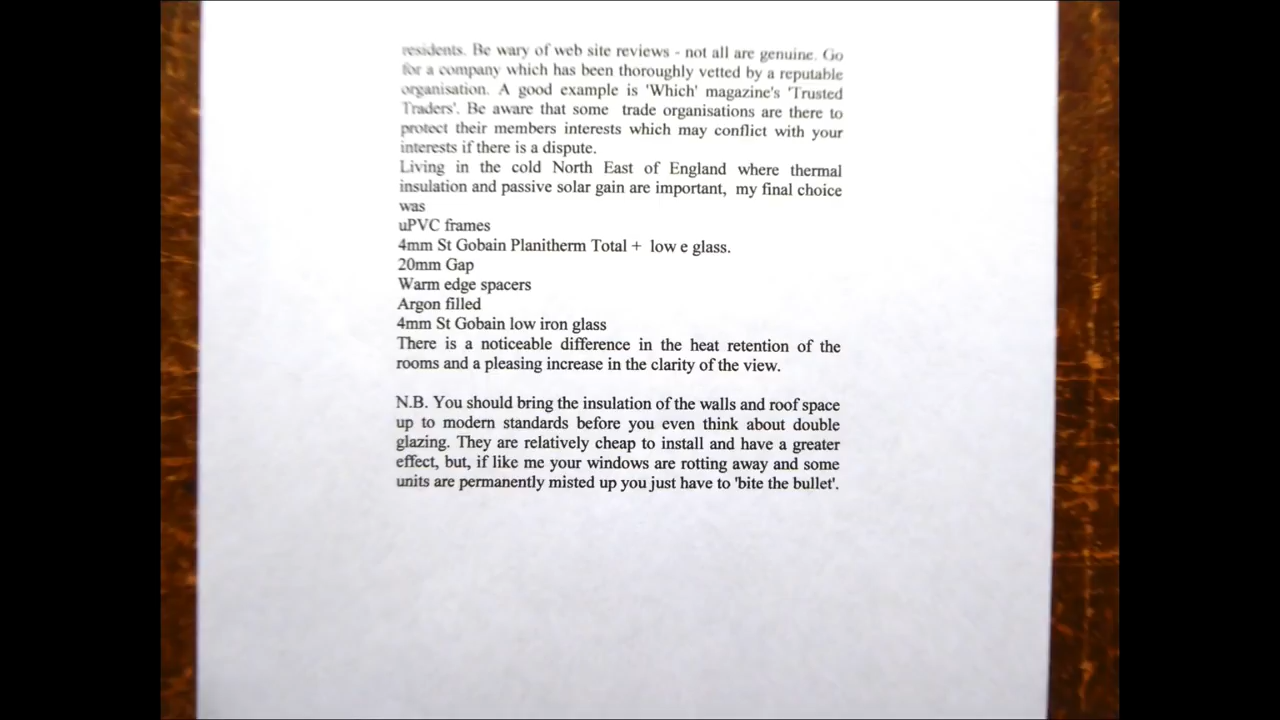 residents. Be wary of web site reviews - not all are genuine. Go
for a company which has been thoroughly vetted by a reputable
organisation. A good example is 'Which' magazine's 'Trusted
Traders'. Be aware that some trade organisations are there to
protect their members interests which may conflict with your
interests if there is a dispute.
Living in the cold North East of England where thermal
insulation and passive solar gain are important, my final choice
was
uPVC frames
4mm St Gobain Planitherm Total + low e glass.
20mm Gap
Warm edge spacers
Argon filled
4mm St Gobain low iron glass
There is a noticeable difference in the heat retention of the
rooms and a pleasing increase in the clarity of the view.
N.B. You should bring the insulation of the walls and roof space
up to modern standards before you even think about double
glazing. They are relatively cheap to install and have a greater
effect, but, if like me your windows are rotting away and some
units are permanently misted up you just have to 'bite the bullet'.